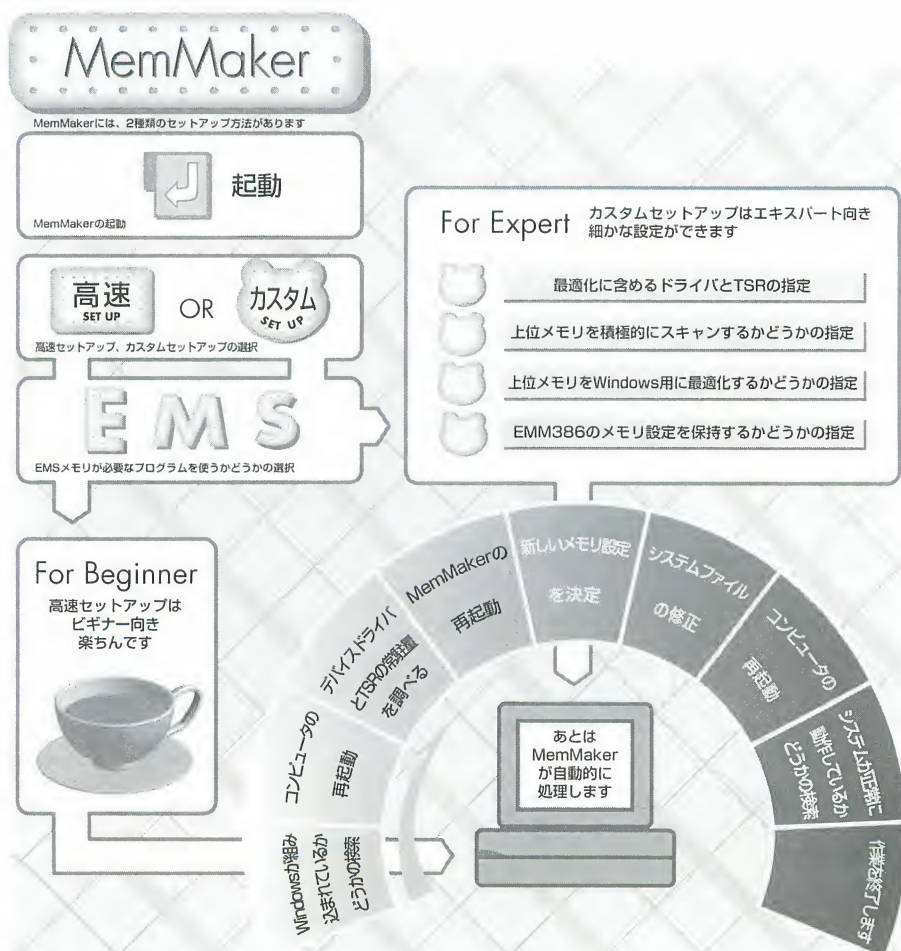 MemMaker
MemMakerには、2種類のセットアップ方法があります
起動
MemMakerの起動
高速
SET UP
OR
カスタム
SET UP
高速セットアップ、カスタムセットアップの選択
EMS
EMSメモリが必要なプログラムを使うかどうかの選択
For Expert
カスタムセットアップはエキスパート向き
細かな設定ができます
最適化に含めるドライバとTSRの指定
上位メモリを積極的にスキャンするかどうかの指定
上位メモリをWindows用に最適化するかどうかの指定
EMM386のメモリ設定を保持するかどうかの指定
For Beginner
高速セットアップは
ビギナー向き
楽ちんです
Windowsが組み
込まれているか
どうかの検索
コンピュータの
再起動
デバイスドライバ
とTSRの常駐量
を調べる
MemMakerの
再起動
新しいメモリ設定
を決定
システムファイル
の修正
コンピュータの
再起動
システムが正常に
動作しているか
どうかの検索
作業を終了します
あとは
MemMaker
が自動的に
処理します